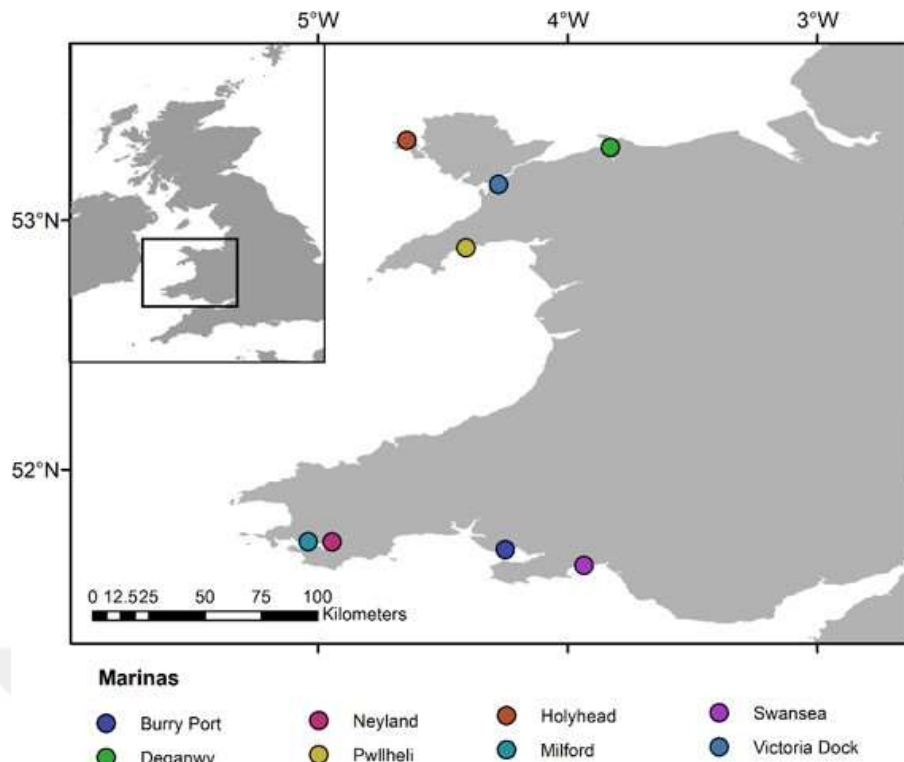 5°W 4°W 3°W
53°N
52°N
0 12.525 50 75 100
Kilometers
Marinas
Burry Port Neyland Holyhead Swansea
Deganwy Pwllheli Milford Victoria Dock